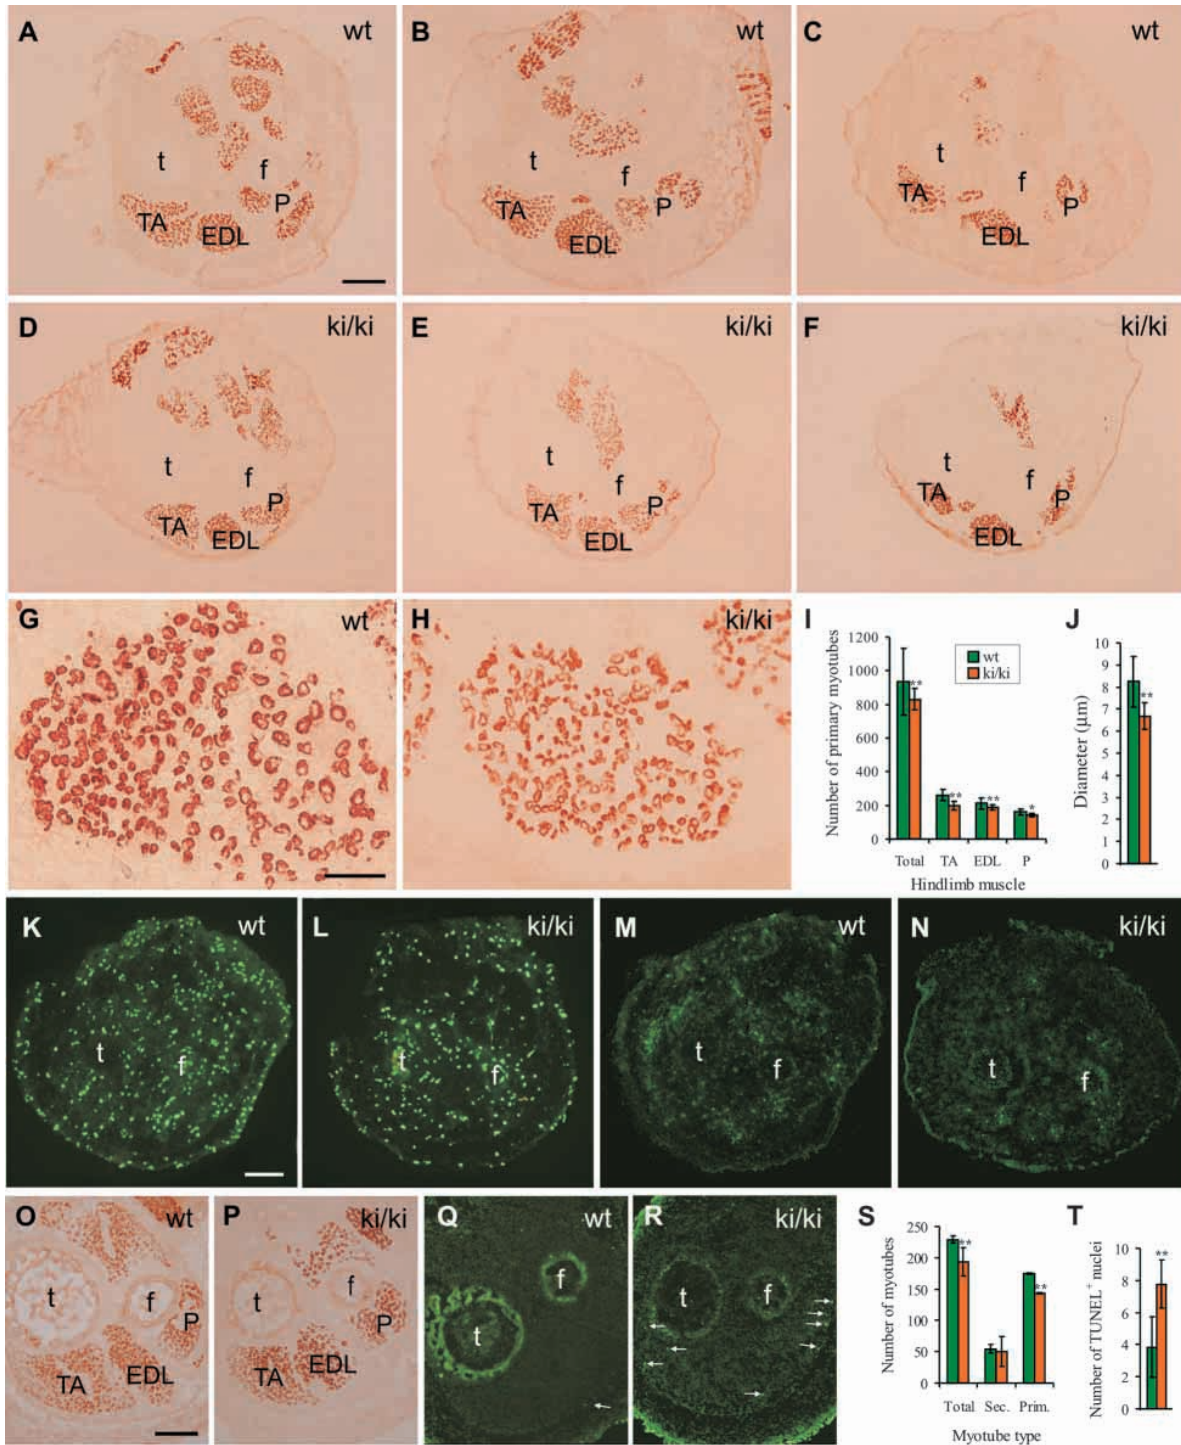 A wt
B wt
C wt
t
f
TA
EDL
P
t
f
TA
EDL
P
t
f
TA
EDL
P
D ki/ki
E ki/ki
F ki/ki
t
f
TA
EDL
P
t
f
TA
EDL
P
t
f
TA
EDL
P
G wt
H ki/ki
I
Number of primary myotubes
1200
1000
800
600
400
200
0
wt
ki/ki
**
**
**
*
Total TA EDL P
Hindlimb muscle
J
Diameter (μm)
10
9
8
7
6
5
4
3
2
1
0
**
K wt
t
f
L ki/ki
t
f
M wt
t
f
N ki/ki
t
f
O wt
t
f
P
EDL
TA
P ki/ki
t
f
P
EDL
TA
Q wt
f
t
R ki/ki
t
f
S
Number of myotubes
250
200
150
100
50
0
**
**
Total Sec. Prim.
Myotube type
T
Number of TUNEL+ nuclei
10
8
6
4
2
0
**